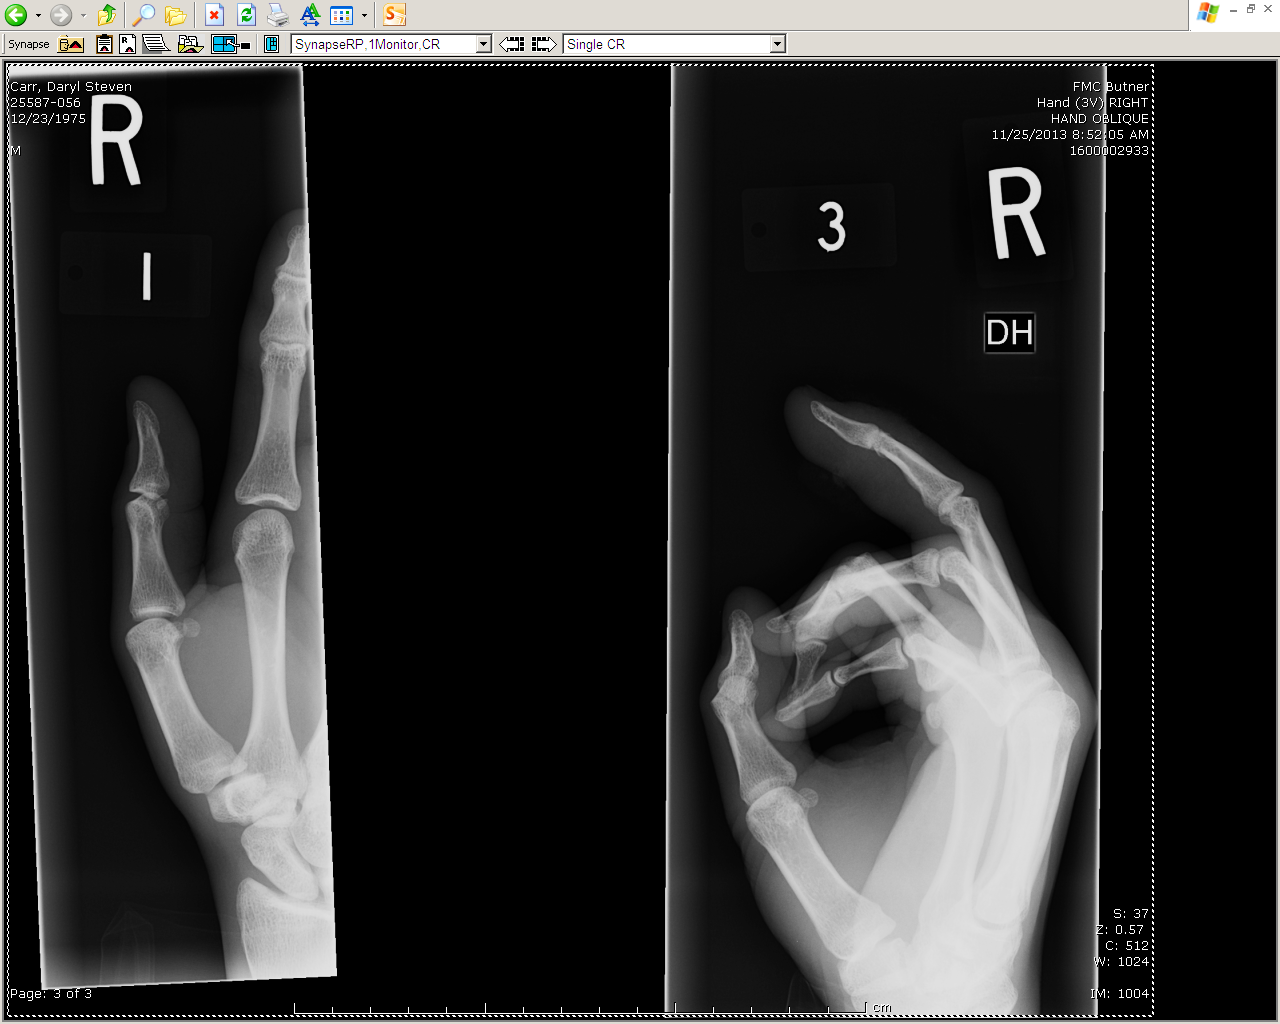 Synapse
SynapseRP,1Monitor,CR
Single CR
Carr, Daryl Steven
25587-056
12/23/1975
M
R
1
FMC Butner
Hand (3V) RIGHT
HAND OBLIQUE
11/25/2013 8:52:05 AM
1600002933
3
R
DH
S: 37
Z: 0.57
C: 512
W: 1024
IM: 1004
Page: 3 of 3
cm